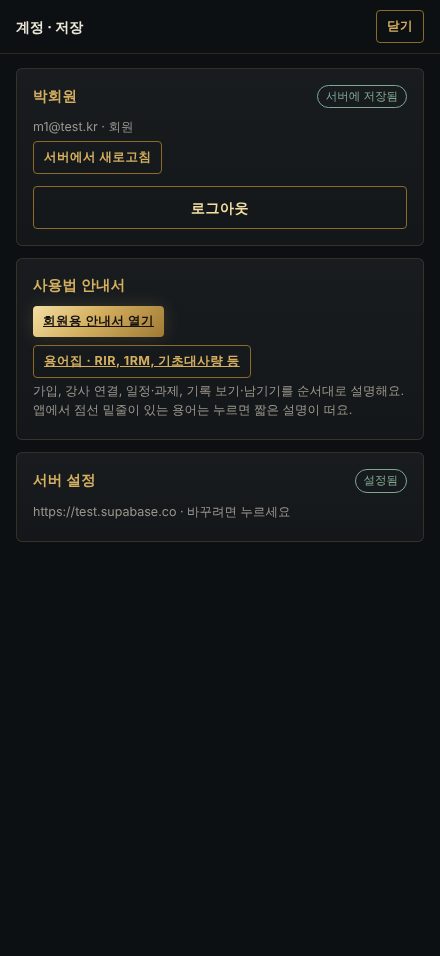 계정 · 저장
닫기
박회원
서버에 저장됨
m1@test.kr · 회원
서버에서 새로고침
로그아웃
사용법 안내서
회원용 안내서 열기
용어집 · RIR, 1RM, 기초대사량 등
가입, 강사 연결, 일정·과제, 기록 보기·남기기를 순서대로 설명해요.
앱에서 점선 밑줄이 있는 용어는 누르면 짧은 설명이 떠요.
서버 설정
설정됨
https://test.supabase.co · 바꾸려면 누르세요